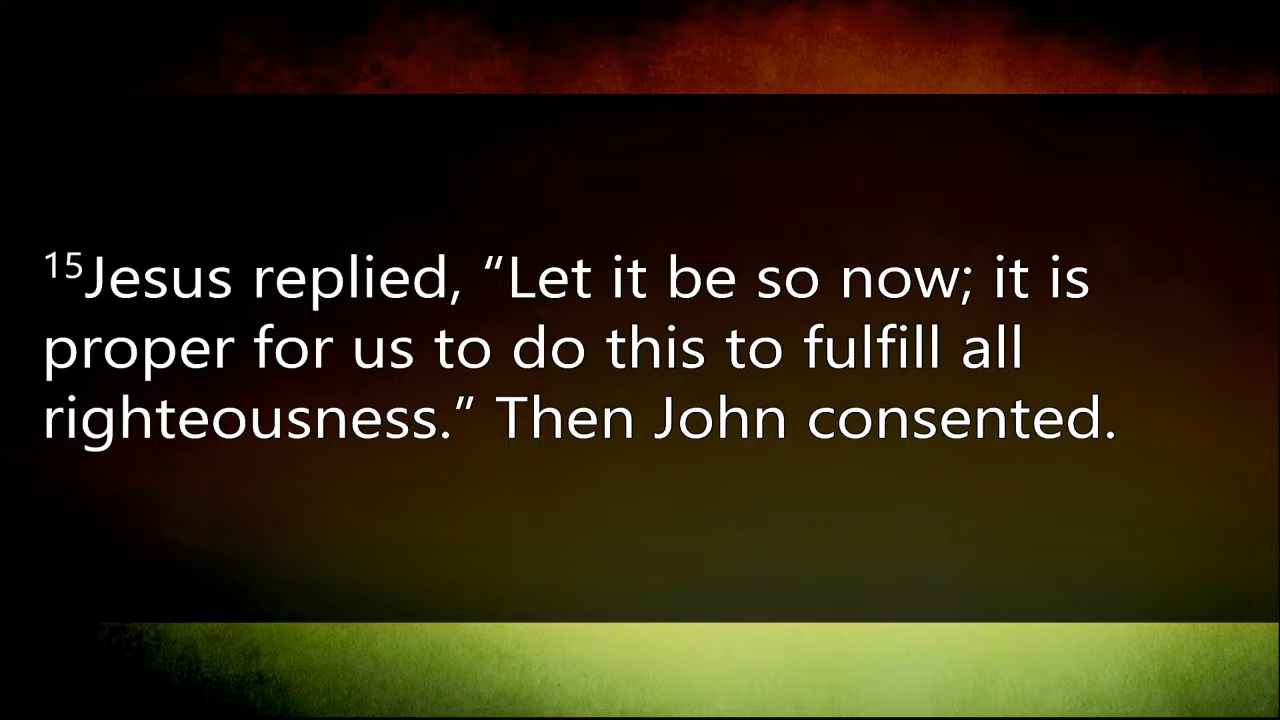 ¹⁵Jesus replied, “Let it be so now; it is
proper for us to do this to fulfill all
righteousness.” Then John consented.